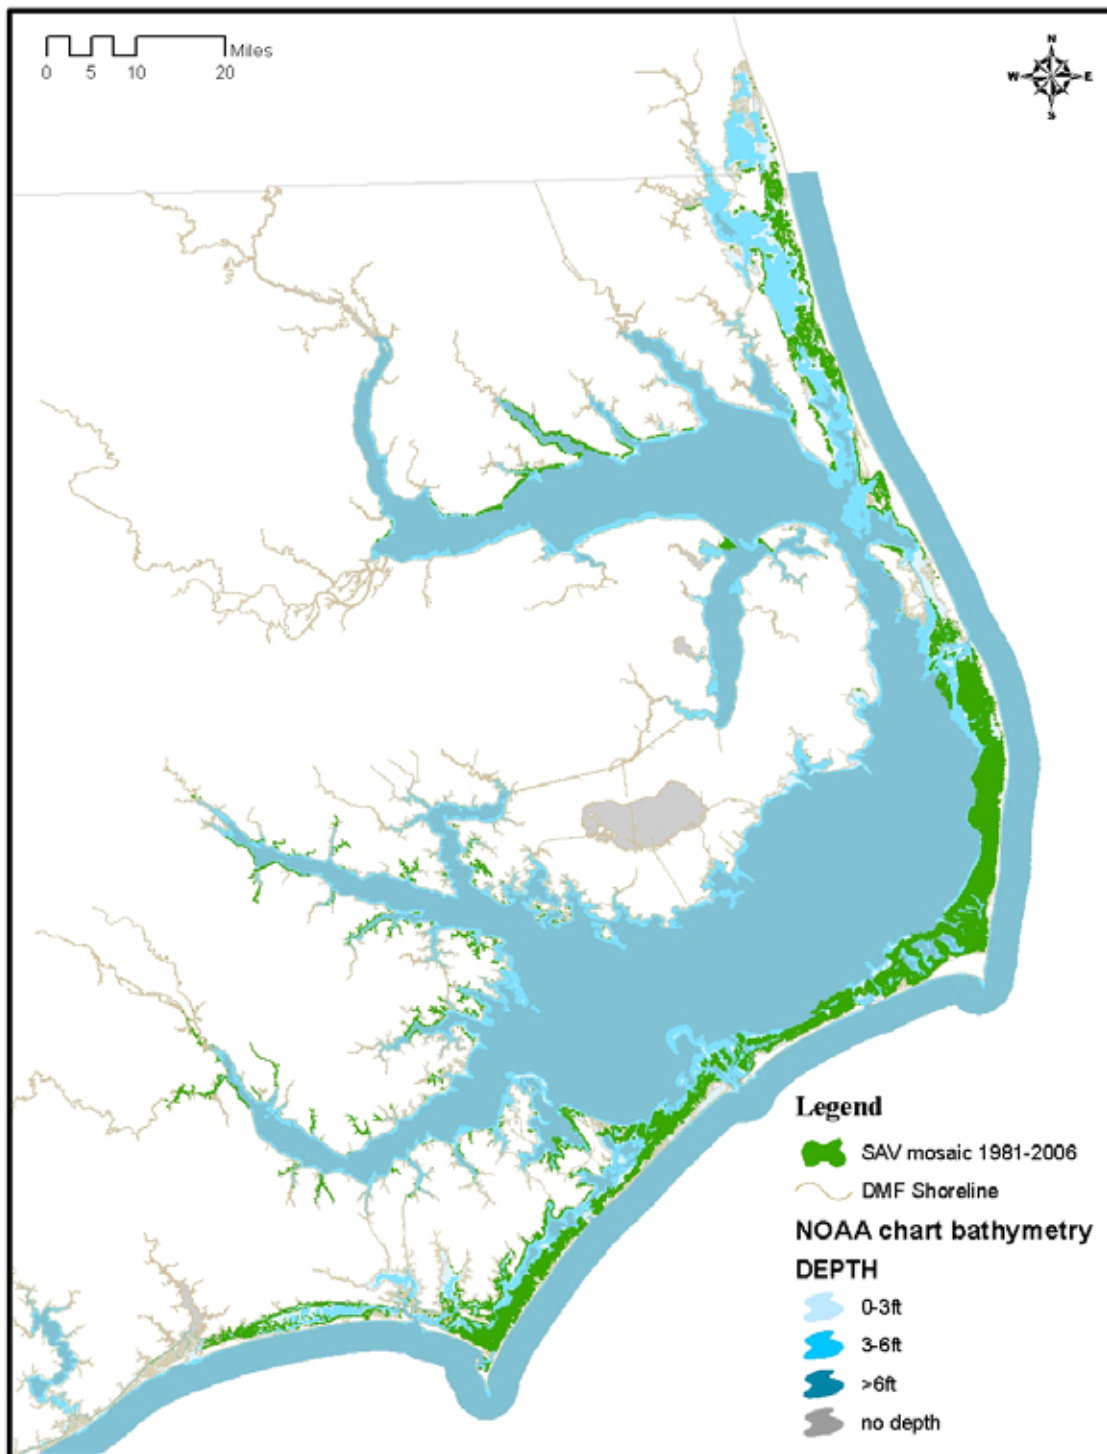 Miles
0 5 10 20
N
W E
S
Legend
SAV mosaic 1981-2006
DMF Shoreline
NOAA chart bathymetry
DEPTH
0-3ft
3-6ft
>6ft
no depth